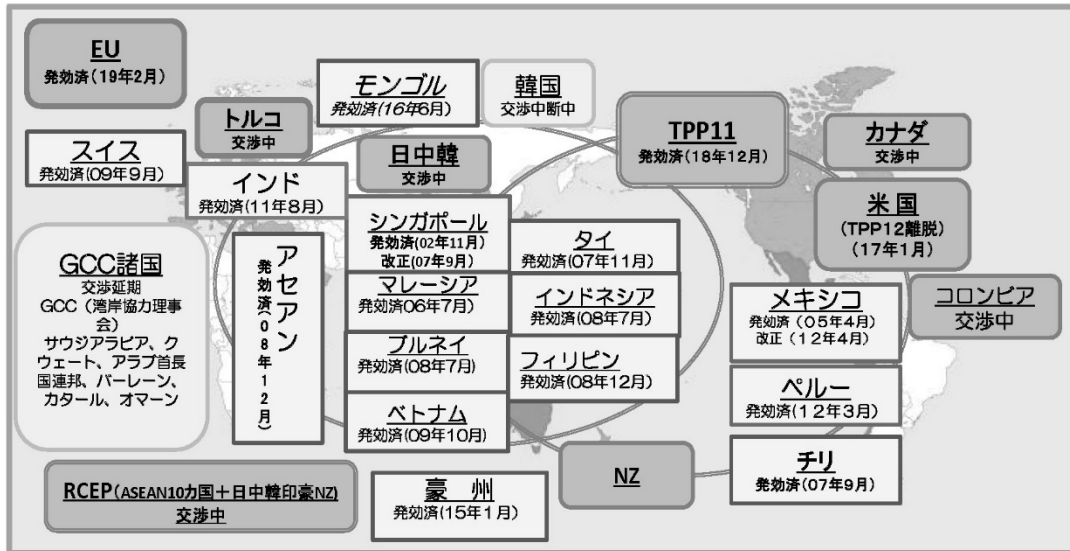 EU
発効済(19年2月)
モンゴル
発効済(16年6月)
韓国
交渉中断中
トルコ
交渉中
スイス
発効済(09年9月)
インド
発効済(11年8月)
日中韓
交渉中
TPP11
発効済(18年12月)
カナダ
交渉中
米 国
(TPP12離脱)
(17年1月)
GCC諸国
交渉延期
GCC（湾岸協力理事
会）
サウジアラビア、ク
ウェート、アラブ首長
国連邦、バーレーン、
カタール、オマーン
アセアン
発効済(08年12月)
シンガポール
発効済(02年11月)
改正(07年9月)
タイ
発効済(07年11月)
マレーシア
発効済06年7月)
インドネシア
発効済(08年7月)
ブルネイ
発効済(08年7月)
フィリピン
発効済(08年12月)
ベトナム
発効済(09年10月)
メキシコ
発効済（05年4月）
改正（12年4月）
コロンビア
交渉中
ペルー
発効済(12年3月)
チリ
発効済(07年9月)
RCEP(ASEAN10カ国＋日中韓印豪NZ)
交渉中
豪 州
発効済(15年1月)
NZ